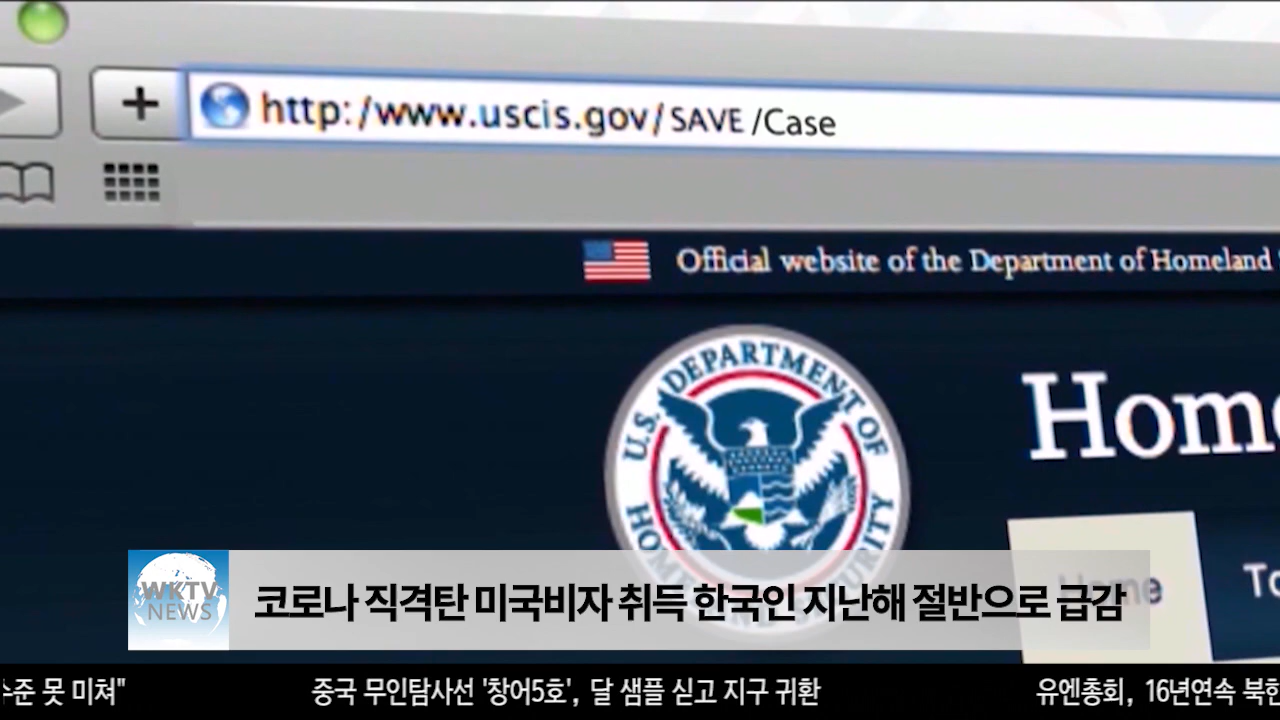 http:/www.uscis.gov/SAVE /Case
Official website of the Department of Homeland
U.S. DEPARTMENT OF HOMELAND SECURITY
Home
To
WKTV NEWS
코로나 직격탄 미국비자 취득 한국인 지난해 절반으로 급감
수준 못 미쳐" 중국 무인탐사선 '창어5호', 달 샘플 싣고 지구 귀환 유엔총회, 16년연속 북한